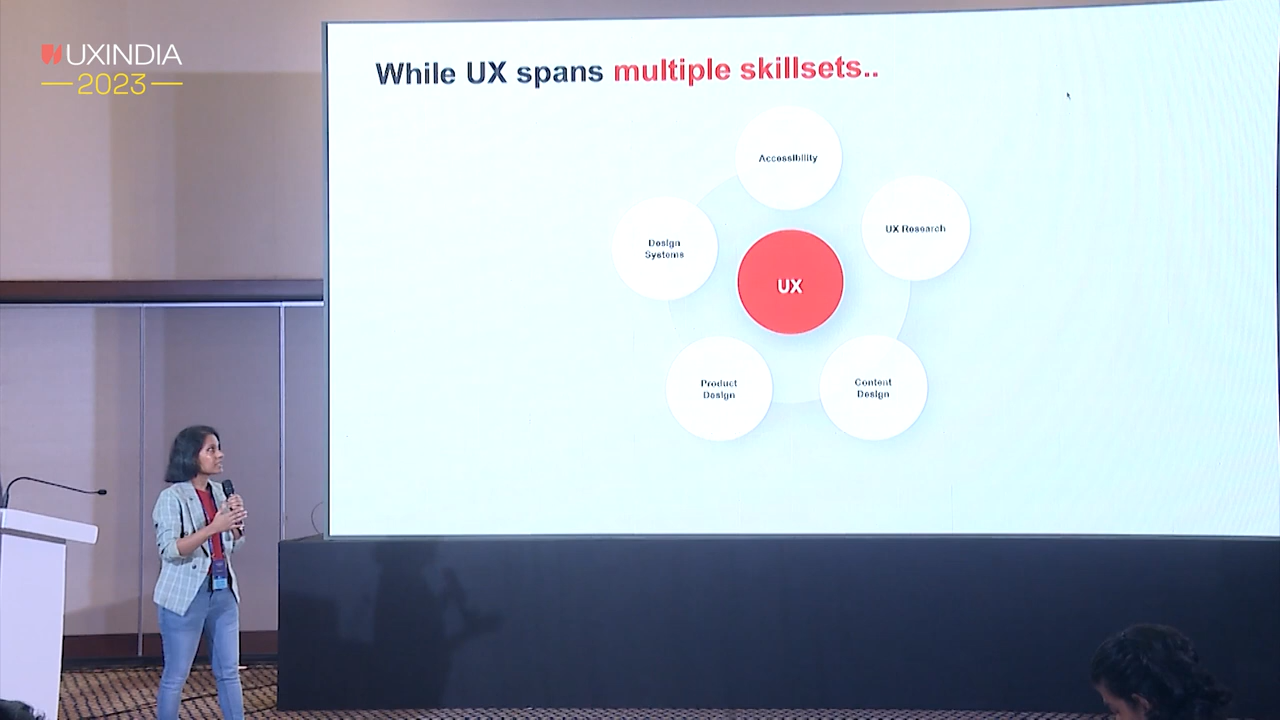 UXINDIA
2023
While UX spans multiple skillsets..
Accessibility
UX Research
Design
Systems
UX
Product
Design
Content
Design